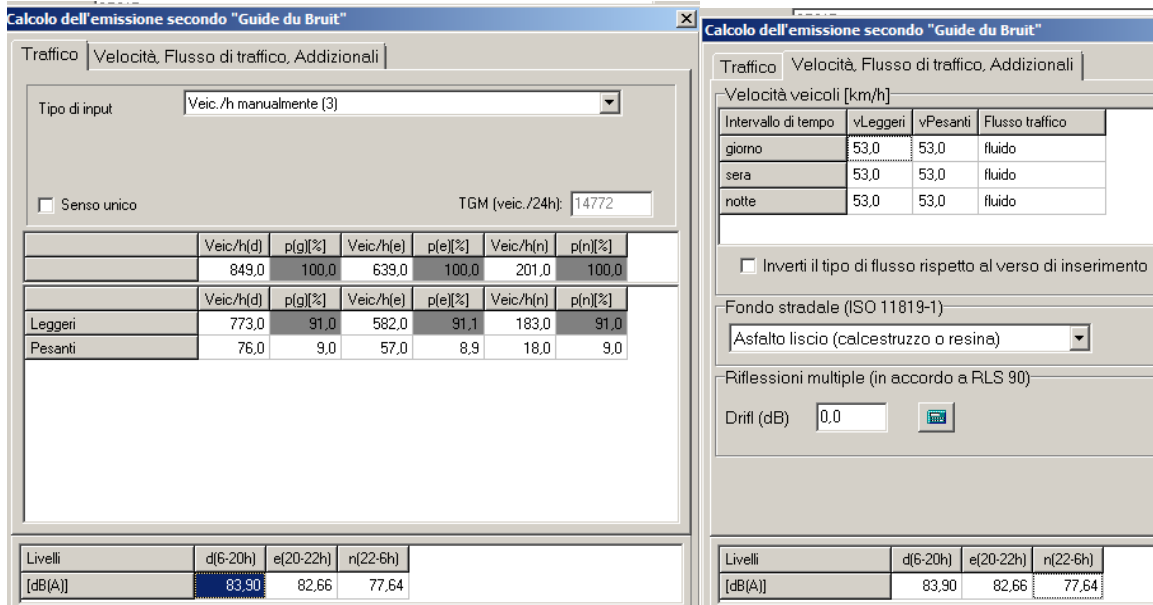 Calcolo dell'emissione secondo "Guide du Bruit"
Traffico Velocità, Flusso di traffico, Addizionali
Tipo di input Veic./h manualmente (3)
Senso unico TGM (veic./24h): 14772
Veic/h(d) p(g)[%] Veic/h(e) p(e)[%] Veic/h(n) p(n)[%]
849,0 100,0 639,0 100,0 201,0 100,0
Veic/h(d) p(g)[%] Veic/h(e) p(e)[%] Veic/h(n) p(n)[%]
Leggeri 773,0 91,0 582,0 91,1 183,0 91,0
Pesanti 76,0 9,0 57,0 8,9 18,0 9,0
Livelli d(6-20h) e(20-22h) n(22-6h)
[dB(A)] 83,90 82,66 77,64
Calcolo dell'emissione secondo "Guide du Bruit"
Traffico Velocità, Flusso di traffico, Addizionali
Velocità veicoli [km/h]
Intervallo di tempo vLeggeri vPesanti Flusso traffico
giorno 53,0 53,0 fluido
sera 53,0 53,0 fluido
notte 53,0 53,0 fluido
Inverti il tipo di flusso rispetto al verso di inserimento
Fondo stradale (ISO 11819-1)
Asfalto liscio (calcestruzzo o resina)
Riflessioni multiple (in accordo a RLS 90)
Drifl (dB) 0,0
Livelli d(6-20h) e(20-22h) n(22-6h)
[dB(A)] 83,90 82,66 77,64